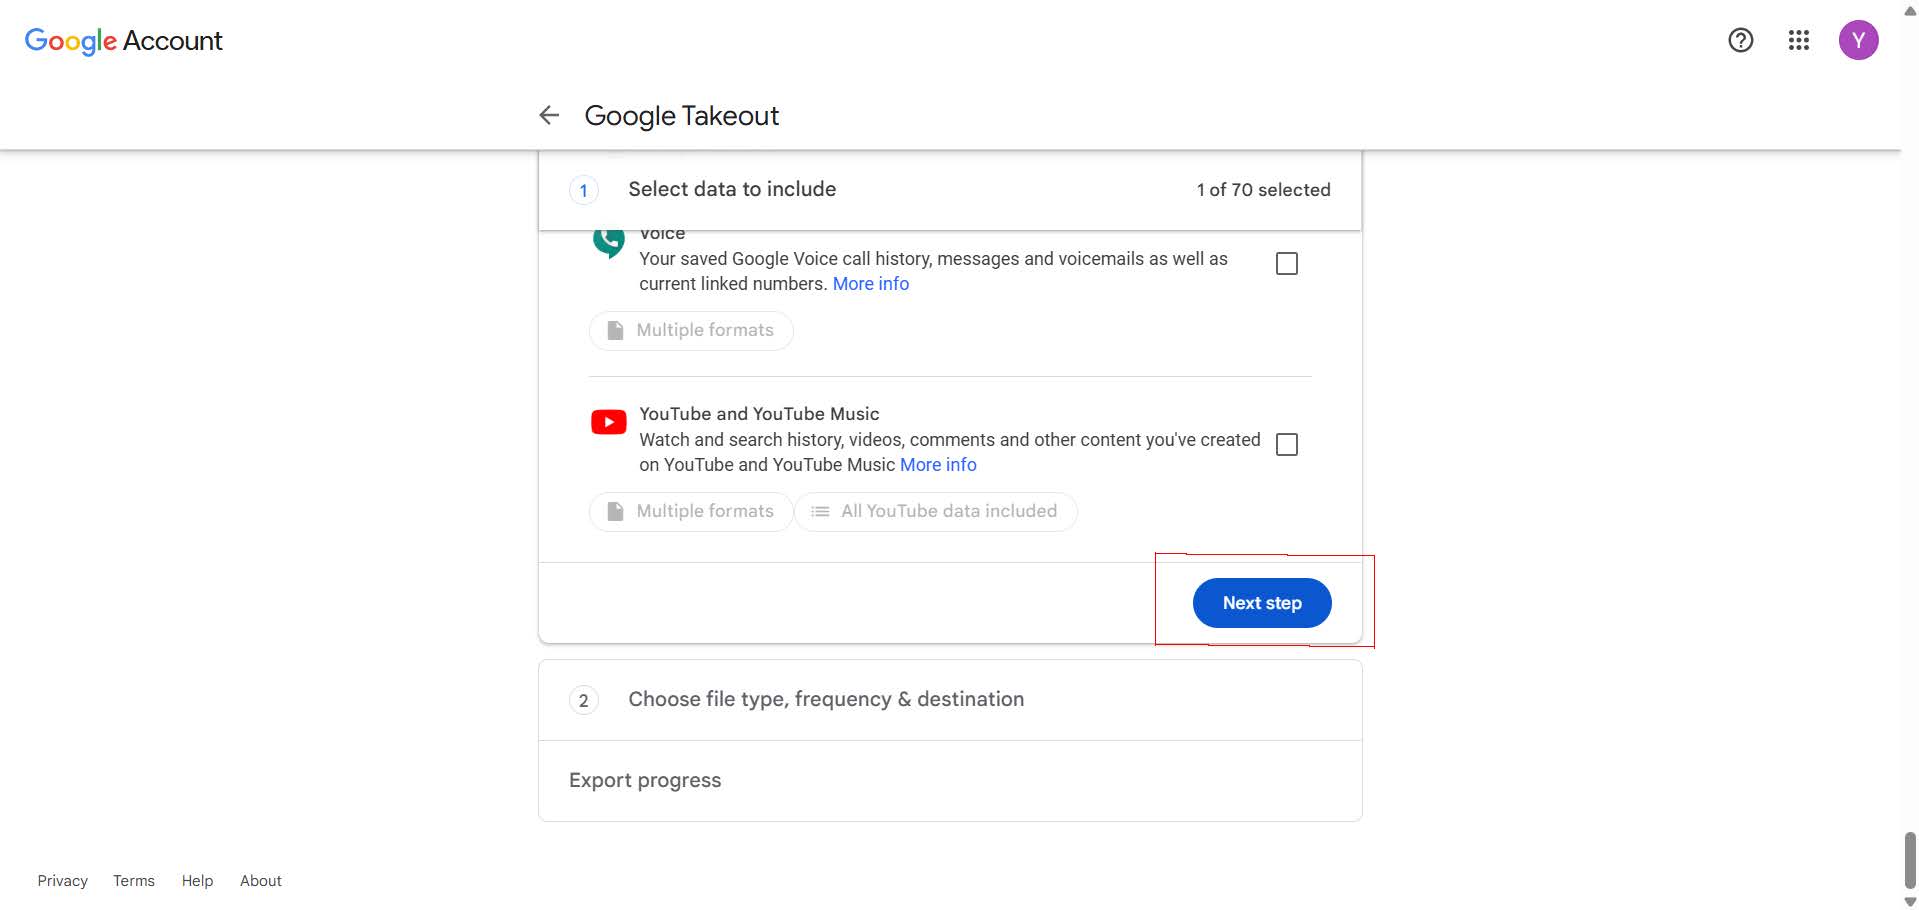 Google Account
Y
Google Takeout
1
Select data to include
1 of 70 selected
Voice
Your saved Google Voice call history, messages and voicemails as well as
current linked numbers. More info
Multiple formats
YouTube and YouTube Music
Watch and search history, videos, comments and other content you've created
on YouTube and YouTube Music More info
Multiple formats
All YouTube data included
Next step
2
Choose file type, frequency & destination
Export progress
Privacy
Terms
Help
About